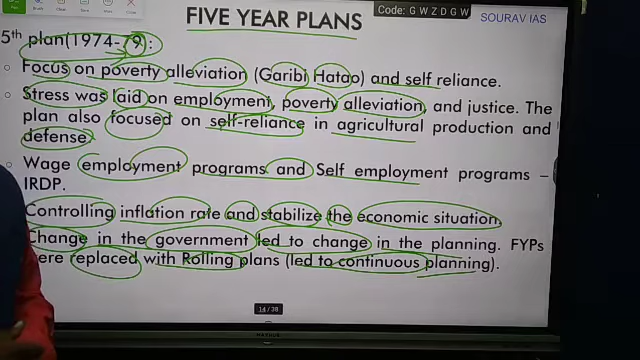 FIVE YEAR PLANS
Code: G W Z D G W
SOURAV IAS
5th plan(1974-79) :
Focus on poverty alleviation (Garibi Hatao) and self reliance.
Stress was laid on employment, poverty alleviation, and justice. The
plan also focused on self-reliance in agricultural production and
defense.
Wage employment programs and Self employment programs –
IRDP.
Controlling inflation rate and stabilize the economic situation.
Change in the government led to change in the planning. FYPs
were replaced with Rolling plans (led to continuous planning).
14 / 38